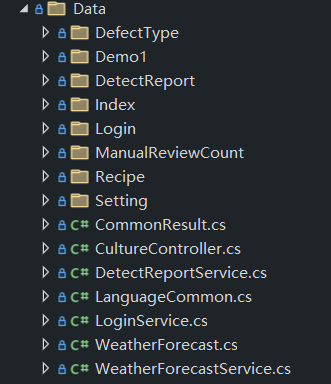 Data
DefectType
Demo1
DetectReport
Index
Login
ManualReviewCount
Recipe
Setting
C# CommonResult.cs
C# CultureController.cs
C# DetectReportService.cs
C# LanguageCommon.cs
C# LoginService.cs
C# WeatherForecast.cs
C# WeatherForecastService.cs